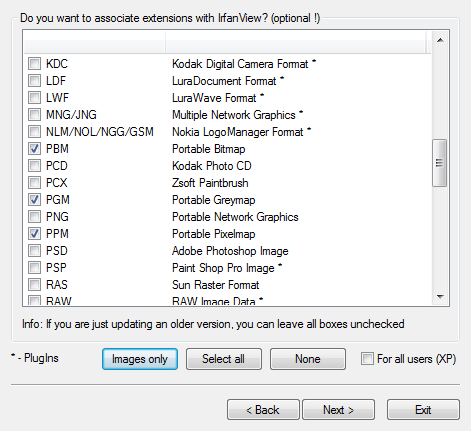 Do you want to associate extensions with IrfanView? (optional !)
KDC Kodak Digital Camera Format *
LDF LuraDocument Format *
LWF LuraWave Format *
MNG/JNG Multiple Network Graphics *
NLM/NOL/NGG/GSM Nokia LogoManager Format *
PBM Portable Bitmap
PCD Kodak Photo CD
PCX Zsoft Paintbrush
PGM Portable Greymap
PNG Portable Network Graphics
PPM Portable Pixelmap
PSD Adobe Photoshop Image
PSP Paint Shop Pro Image *
RAS Sun Raster Format
RAW RAW Image Data *
Info: If you are just updating an older version, you can leave all boxes unchecked
* - PlugIns Images only Select all None For all users (XP)
< Back Next > Exit